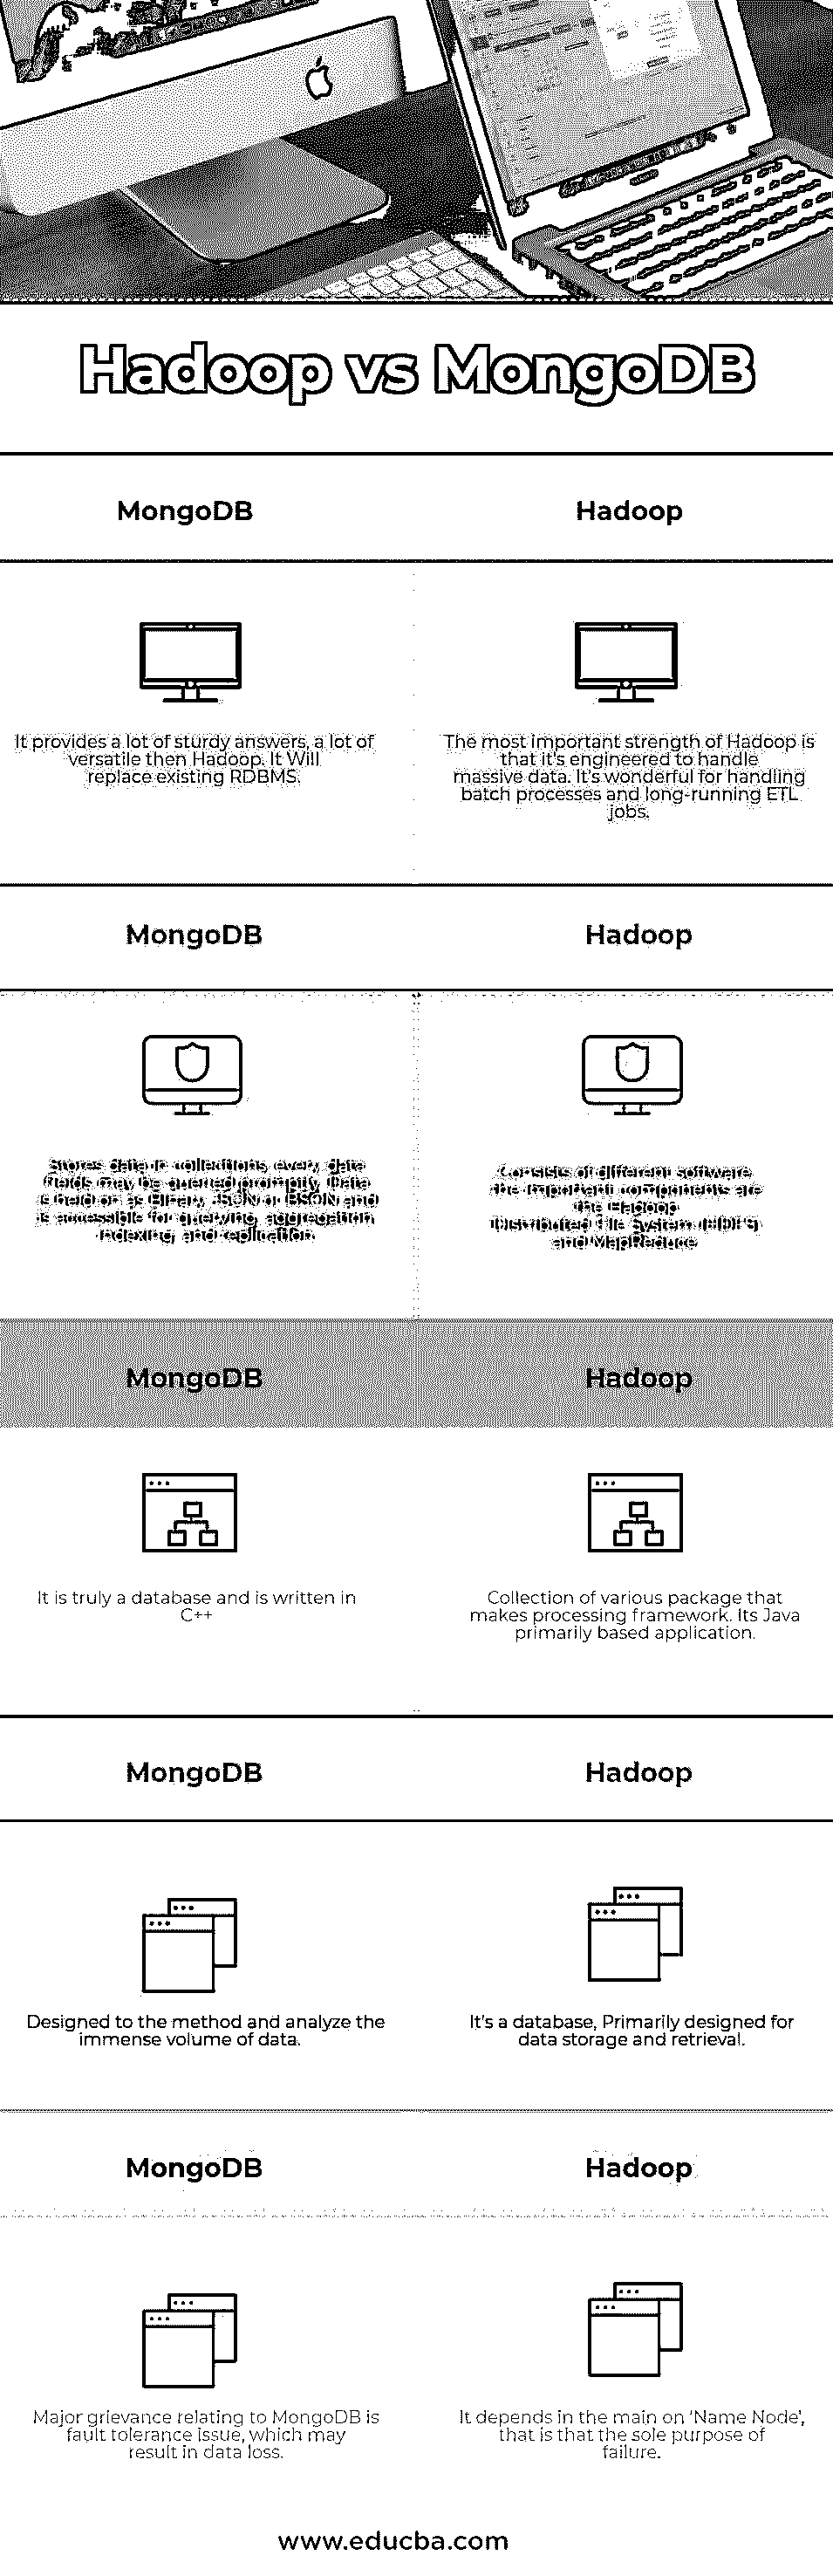 Hadoop vs MongoDB
MongoDB
Hadoop
It provides a lot of sturdy answers, a lot of
versatile then Hadoop. It Will
replace existing RDBMS.
The most important strength of Hadoop is
that it's engineered to handle
massive data. It's wonderful for handling
batch processes and long-running ETL
jobs.
MongoDB
Hadoop
Stores data in collections, every data
fields may be queried promptly. Data
is held on as Binary JSON or BSON and
is accessible for querying, aggregation,
indexing, and replication.
Consists of different software,
the important components are
the Hadoop
Distributed File System (HDFS)
and MapReduce
MongoDB
Hadoop
It is truly a database and is written in
C++
Collection of various package that
makes processing framework. Its Java
primarily based application.
MongoDB
Hadoop
Designed to the method and analyze the
immense volume of data.
It's a database, Primarily designed for
data storage and retrieval.
MongoDB
Hadoop
Major grievance relating to MongoDB is
fault tolerance issue, which may
result in data loss.
It depends in the main on 'Name Node',
that is that the sole purpose of
failure.
www.educba.com